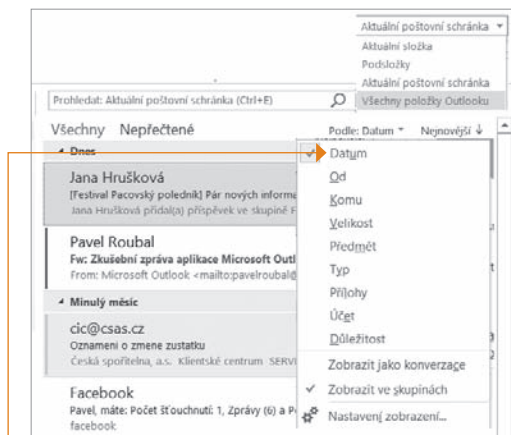 Aktuální poštovní schránka
Aktuální složka
Podsložky
Aktuální poštovní schránka
Všechny položky Outlooku
Prohledat: Aktuální poštovní schránka (Ctrl+E)
Všechny Nepřečtené
Podle: Datum Nejnovější ↓
Dnes
Jana Hrušková
[Festival Pacovský poledník] Pár nových informa
Jana Hrušková přidal(a) příspěvek ve skupině F
Pavel Roubal
Fw: Zkušební zpráva aplikace Microsoft Outl
From: Microsoft Outlook <mailto:pavelroubal@
Minulý měsíc
cic@csas.cz
Oznameni o zmene zustatku
Česká spořitelna, a.s. Klientské centrum SERVI
Facebook
Pavel, máte: Počet šťouchnutí: 1, Zprávy (6) a P
facebook
Datum
Od
Komu
Velikost
Předmět
Typ
Přílohy
Účet
Důležitost
Zobrazit jako konverzace
Zobrazit ve skupinách
Nastavení zobrazení...